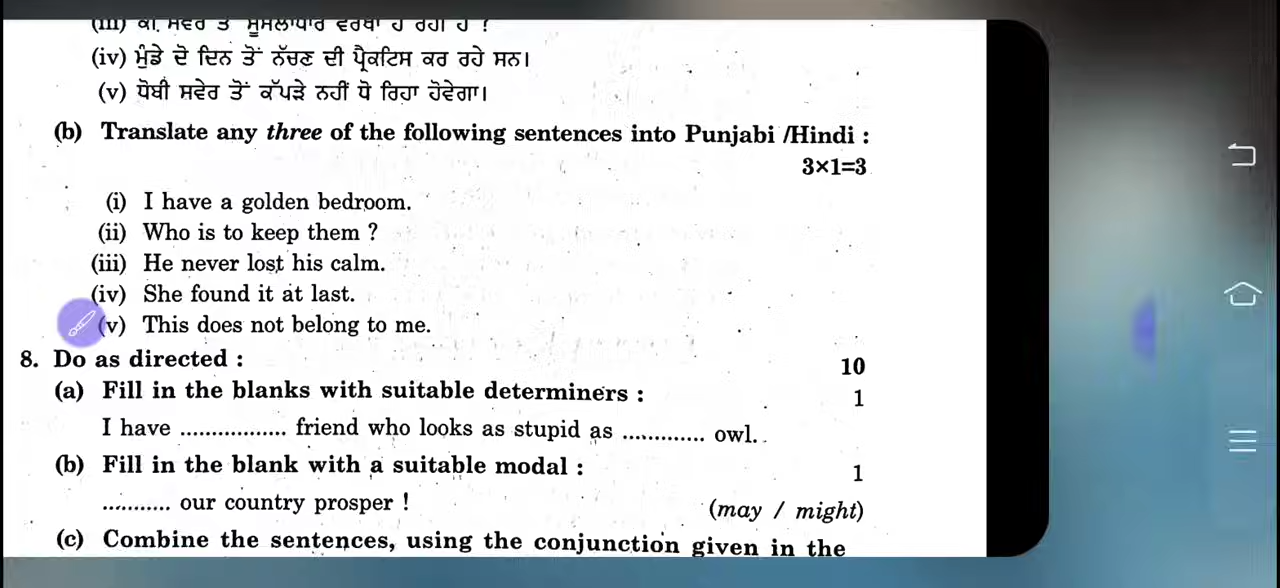 (iv) ਮੁੰਡੇ ਦੋ ਦਿਨ ਤੋਂ ਨੱਚਣ ਦੀ ਪ੍ਰੈਕਟਿਸ ਕਰ ਰਹੇ ਸਨ।
(v) ਧੋਬੀ ਸਵੇਰ ਤੋਂ ਕੱਪੜੇ ਨਹੀਂ ਧੋ ਰਿਹਾ ਹੋਵੇਗਾ।
(b) Translate any three of the following sentences into Punjabi /Hindi :
3×1=3
(i) I have a golden bedroom.
(ii) Who is to keep them ?
(iii) He never lost his calm.
(iv) She found it at last.
(v) This does not belong to me.
8. Do as directed : 10
(a) Fill in the blanks with suitable determiners : 1
I have ................. friend who looks as stupid as ............. owl.
(b) Fill in the blank with a suitable modal : 1
........... our country prosper ! (may / might)
(c) Combine the sentences, using the conjunction given in the